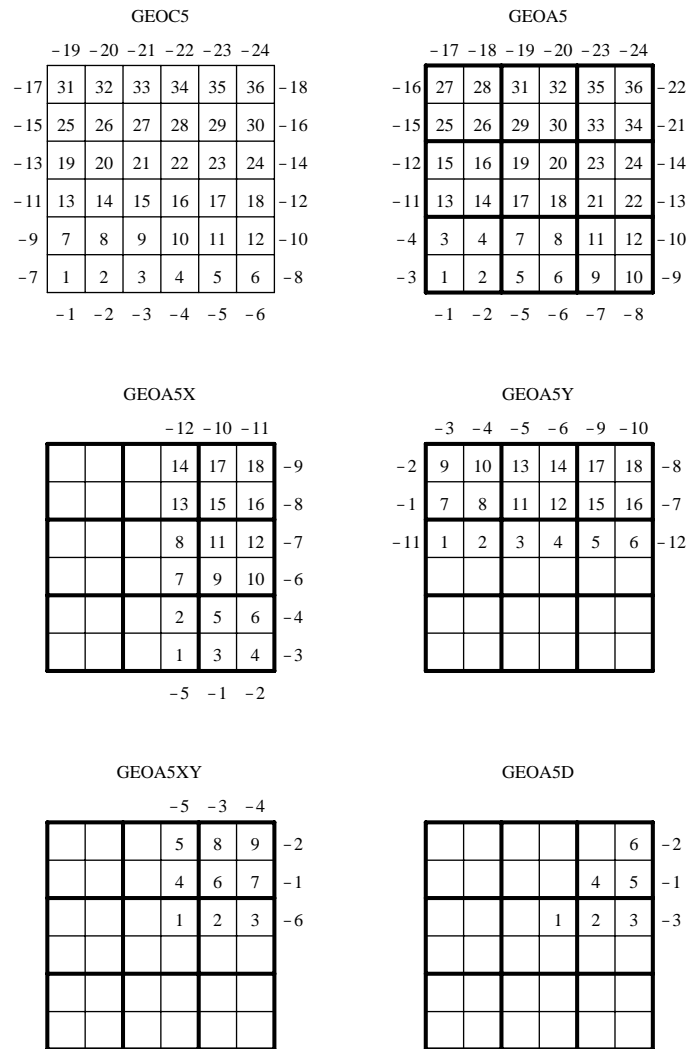 GEOC5 GEOA5
-19 -20 -21 -22 -23 -24 -17 -18 -19 -20 -23 -24
-17 31 32 33 34 35 36 -18 -16 27 28 31 32 35 36 -22
-15 25 26 27 28 29 30 -16 -15 25 26 29 30 33 34 -21
-13 19 20 21 22 23 24 -14 -12 15 16 19 20 23 24 -14
-11 13 14 15 16 17 18 -12 -11 13 14 17 18 21 22 -13
-9 7 8 9 10 11 12 -10 -4 3 4 7 8 11 12 -10
-7 1 2 3 4 5 6 -8 -3 1 2 5 6 9 10 -9
-1 -2 -3 -4 -5 -6 -1 -2 -5 -6 -7 -8
GEOA5X GEOA5Y
-12 -10 -11 -3 -4 -5 -6 -9 -10
14 17 18 -9 -2 9 10 13 14 17 18 -8
13 15 16 -8 -1 7 8 11 12 15 16 -7
8 11 12 -7 -11 1 2 3 4 5 6 -12
7 9 10 -6
2 5 6 -4
1 3 4 -3
-5 -1 -2
GEOA5XY GEOA5D
-5 -3 -4
5 8 9 -2 6 -2
4 6 7 -1 4 5 -1
1 2 3 -6 1 2 3 -3